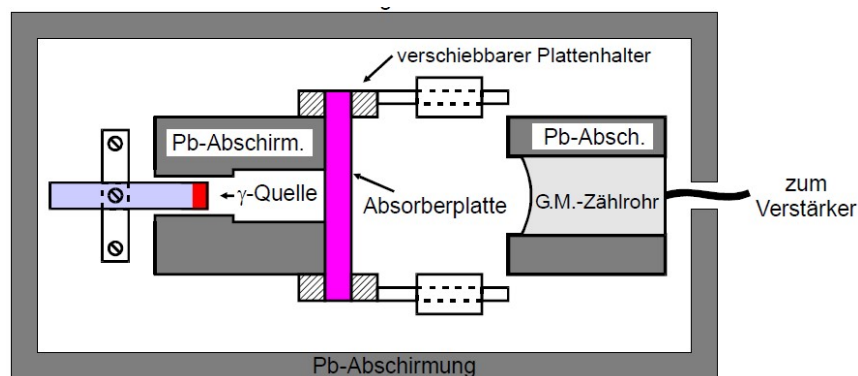 verschiebbarer Plattenhalter
Pb-Abschirm.
Pb-Absch.
γ-Quelle
Absorberplatte
G.M.-Zählrohr
zum
Verstärker
Pb-Abschirmung